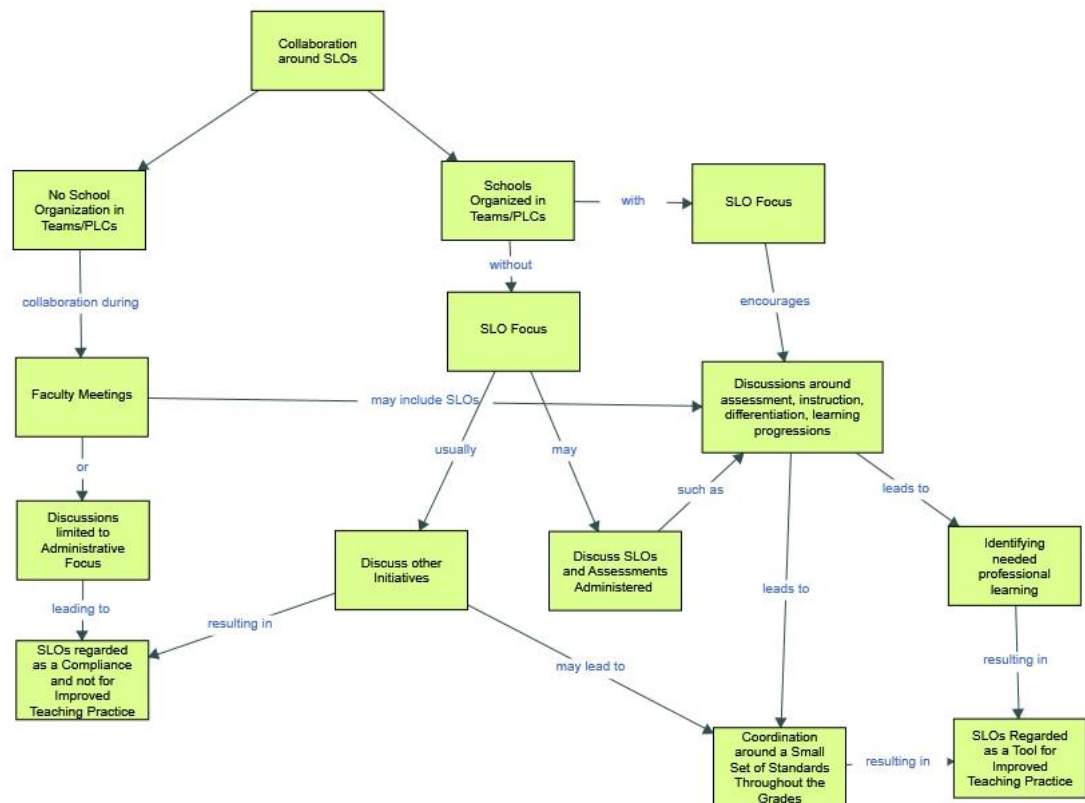 Collaboration
around SLOs
No School
Organization in
Teams/PLCs
Schools
Organized in
Teams/PLCs
with
SLO Focus
without
collaboration during
encourages
SLO Focus
Faculty Meetings
may include SLOs
Discussions around
assessment, instruction,
differentiation, learning
progressions
or
usually
may
such as
leads to
Discussions
limited to
Administrative
Focus
Discuss other
Initiatives
Discuss SLOs
and Assessments
Administered
Identifying
needed
professional
learning
leads to
leading to
resulting in
SLOs regarded
as a Compliance
and not for
Improved
Teaching Practice
may lead to
resulting in
Coordination
around a Small
Set of Standards
Throughout the
Grades
resulting in
SLOs Regarded
as a Tool for
Improved
Teaching Practice